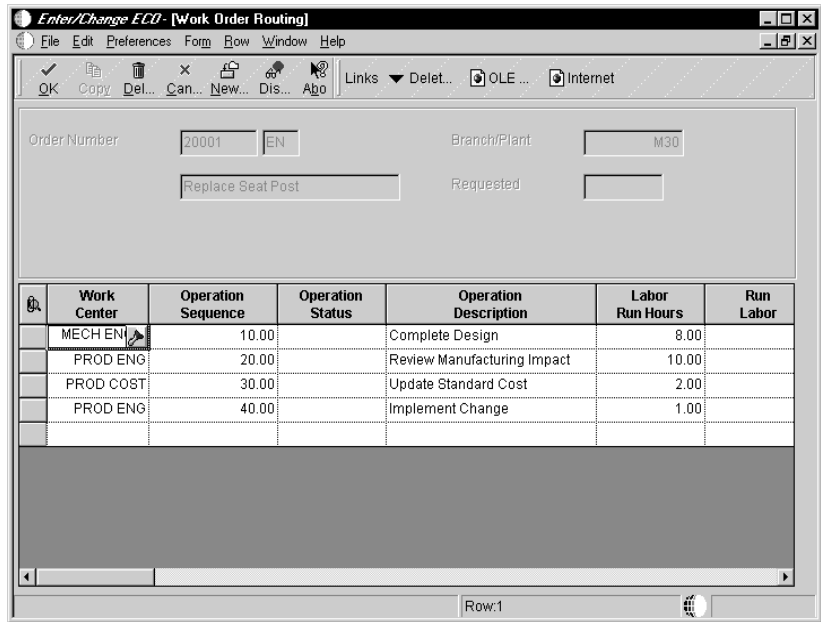 Enter/Change ECO - [Work Order Routing]
File Edit Preferences Form Row Window Help
OK Copy Del... Can... New... Dis... Abo Links Delet... OLE ... Internet
Order Number 20001 EN Branch/Plant M30
Replace Seat Post Requested
Work Center Operation Sequence Operation Status Operation Description Labor Run Hours Run Labor
MECH EN 10.00 Complete Design 8.00
PROD ENG 20.00 Review Manufacturing Impact 10.00
PROD COST 30.00 Update Standard Cost 2.00
PROD ENG 40.00 Implement Change 1.00
Row:1